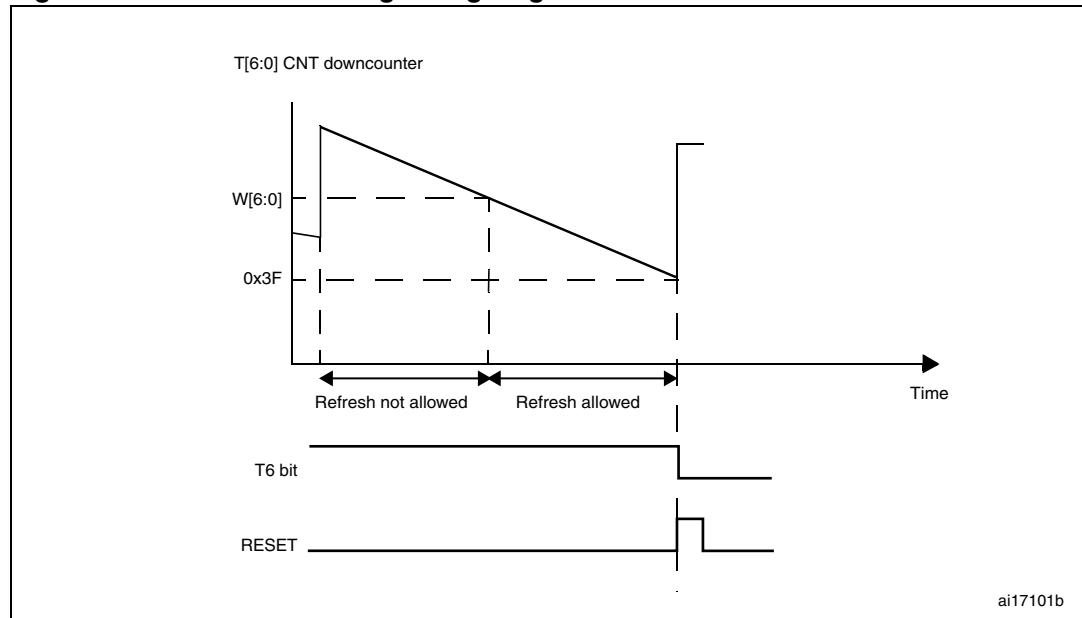 T[6:0] CNT downcounter
W[6:0]
0x3F
Time
Refresh not allowed
Refresh allowed
T6 bit
RESET
ai17101b